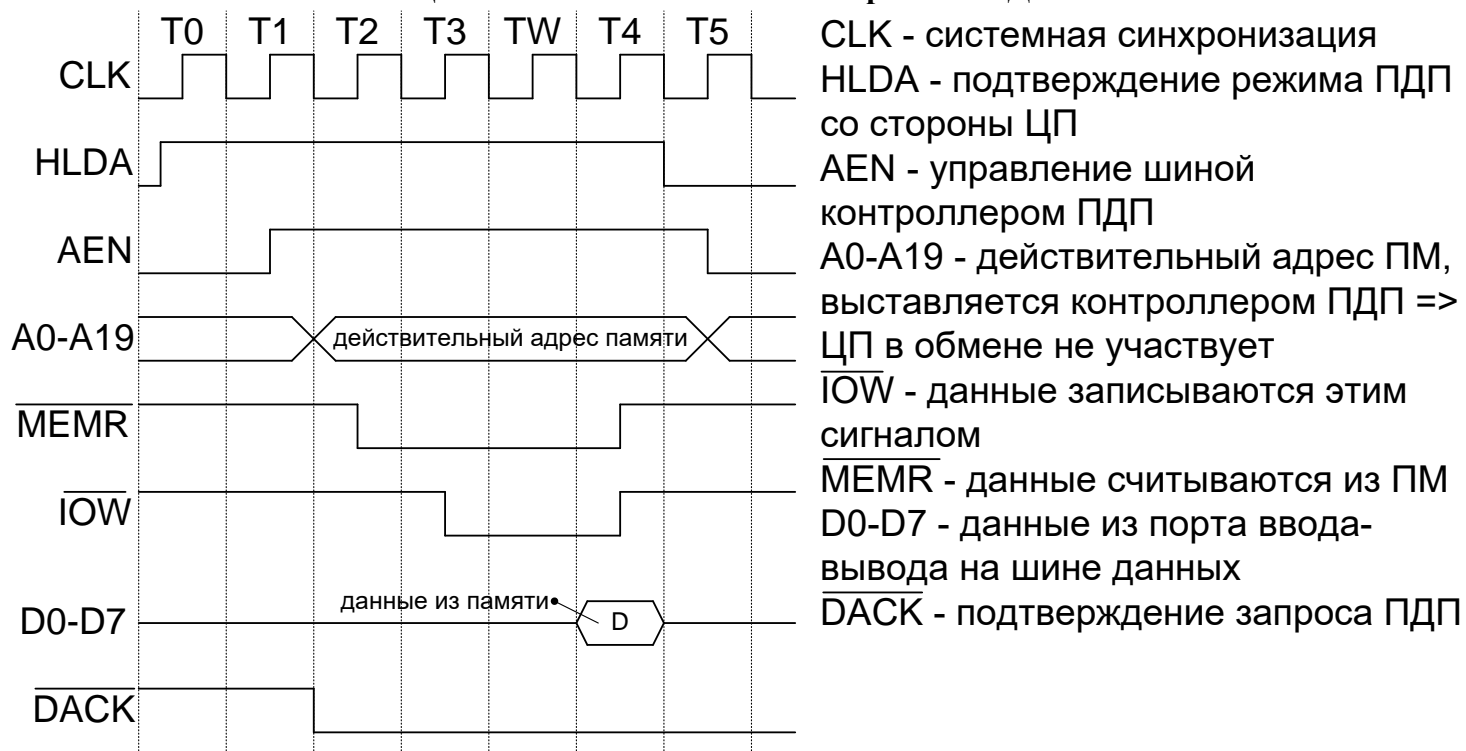 T0 T1 T2 T3 TW T4 T5
CLK
HLDA
AEN
A0-A19
действительный адрес памяти
MEMR
IOW
данные из памяти
D0-D7
D
DACK
CLK - системная синхронизация
HLDA - подтверждение режима ПДП
со стороны ЦП
AEN - управление шиной
контроллером ПДП
A0-A19 - действительный адрес ПМ,
выставляется контроллером ПДП =>
ЦП в обмене не участвует
IOW - данные записываются этим
сигналом
MEMR - данные считываются из ПМ
D0-D7 - данные из порта ввода-
вывода на шине данных
DACK - подтверждение запроса ПДП